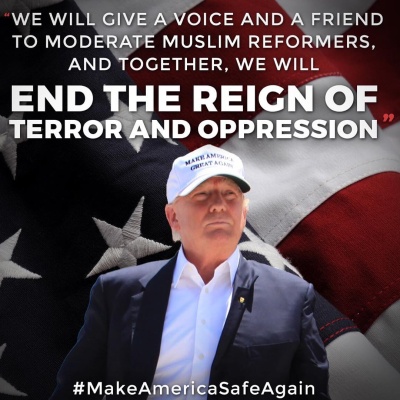 “WE WILL GIVE A VOICE AND A FRIEND
TO MODERATE MUSLIM REFORMERS,
AND TOGETHER, WE WILL
END THE REIGN OF
TERROR AND OPPRESSION”
MAKE AMERICA
GREAT AGAIN
#MakeAmericaSafeAgain